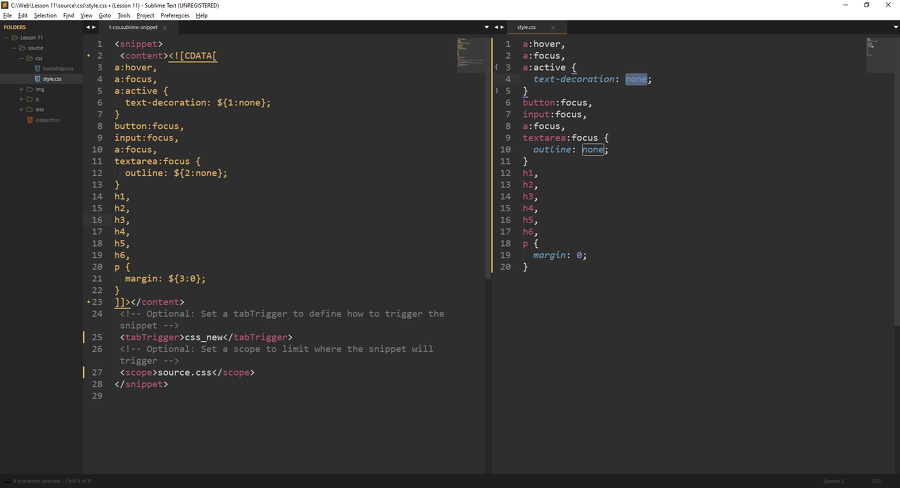 C:\Web\Lesson 11\source\css\style.css • (Lesson 11) - Sublime Text (UNREGISTERED)
File Edit Selection Find View Goto Tools Project Preferences Help
FOLDERS
Lesson 11
source
css
bootstrap.css
style.css
img
js
less
index.htm
t-css.sublime-snippet
1 <snippet>
2 <content><![CDATA[
3 a:hover,
4 a:focus,
5 a:active {
6 text-decoration: ${1:none};
7 }
8 button:focus,
9 input:focus,
10 a:focus,
11 textarea:focus {
12 outline: ${2:none};
13 }
14 h1,
15 h2,
16 h3,
17 h4,
18 h5,
19 h6,
20 p {
21 margin: ${3:0};
22 }
23 ]]></content>
24 <!-- Optional: Set a tabTrigger to define how to trigger the
snippet -->
25 <tabTrigger>css_new</tabTrigger>
26 <!-- Optional: Set a scope to limit where the snippet will
trigger -->
27 <scope>source.css</scope>
28 </snippet>
29
style.css
1 a:hover,
2 a:focus,
3 a:active {
4 text-decoration: none;
5 }
6 button:focus,
7 input:focus,
8 a:focus,
9 textarea:focus {
10 outline: none;
11 }
12 h1,
13 h2,
14 h3,
15 h4,
16 h5,
17 h6,
18 p {
19 margin: 0;
20 }
4 characters selected - Field 4 of 8
Spaces: 2
CSS